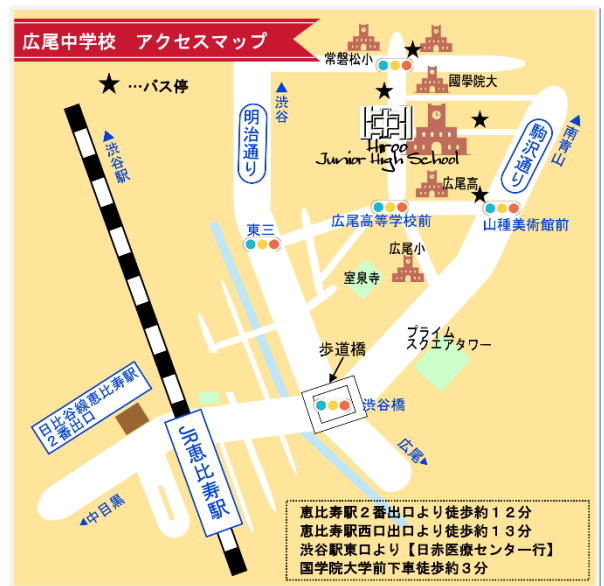 広尾中学校 アクセスマップ
★…バス停
常磐松小
國學院大
▲渋谷
明治通り
▲渋谷駅
Hiroo
Junior High School
駒沢通り
▲南青山
広尾高
東三
広尾高等学校前
山種美術館前
広尾小
室泉寺
プライム
スクエアタワー
歩道橋
渋谷橋
日比谷線恵比寿駅
2番出口
JR恵比寿駅
◀中目黒
広尾▶
恵比寿駅2番出口より徒歩約12分
恵比寿駅西口出口より徒歩約13分
渋谷駅東口より【日赤医療センター行】
国学院大学前下車徒歩約3分